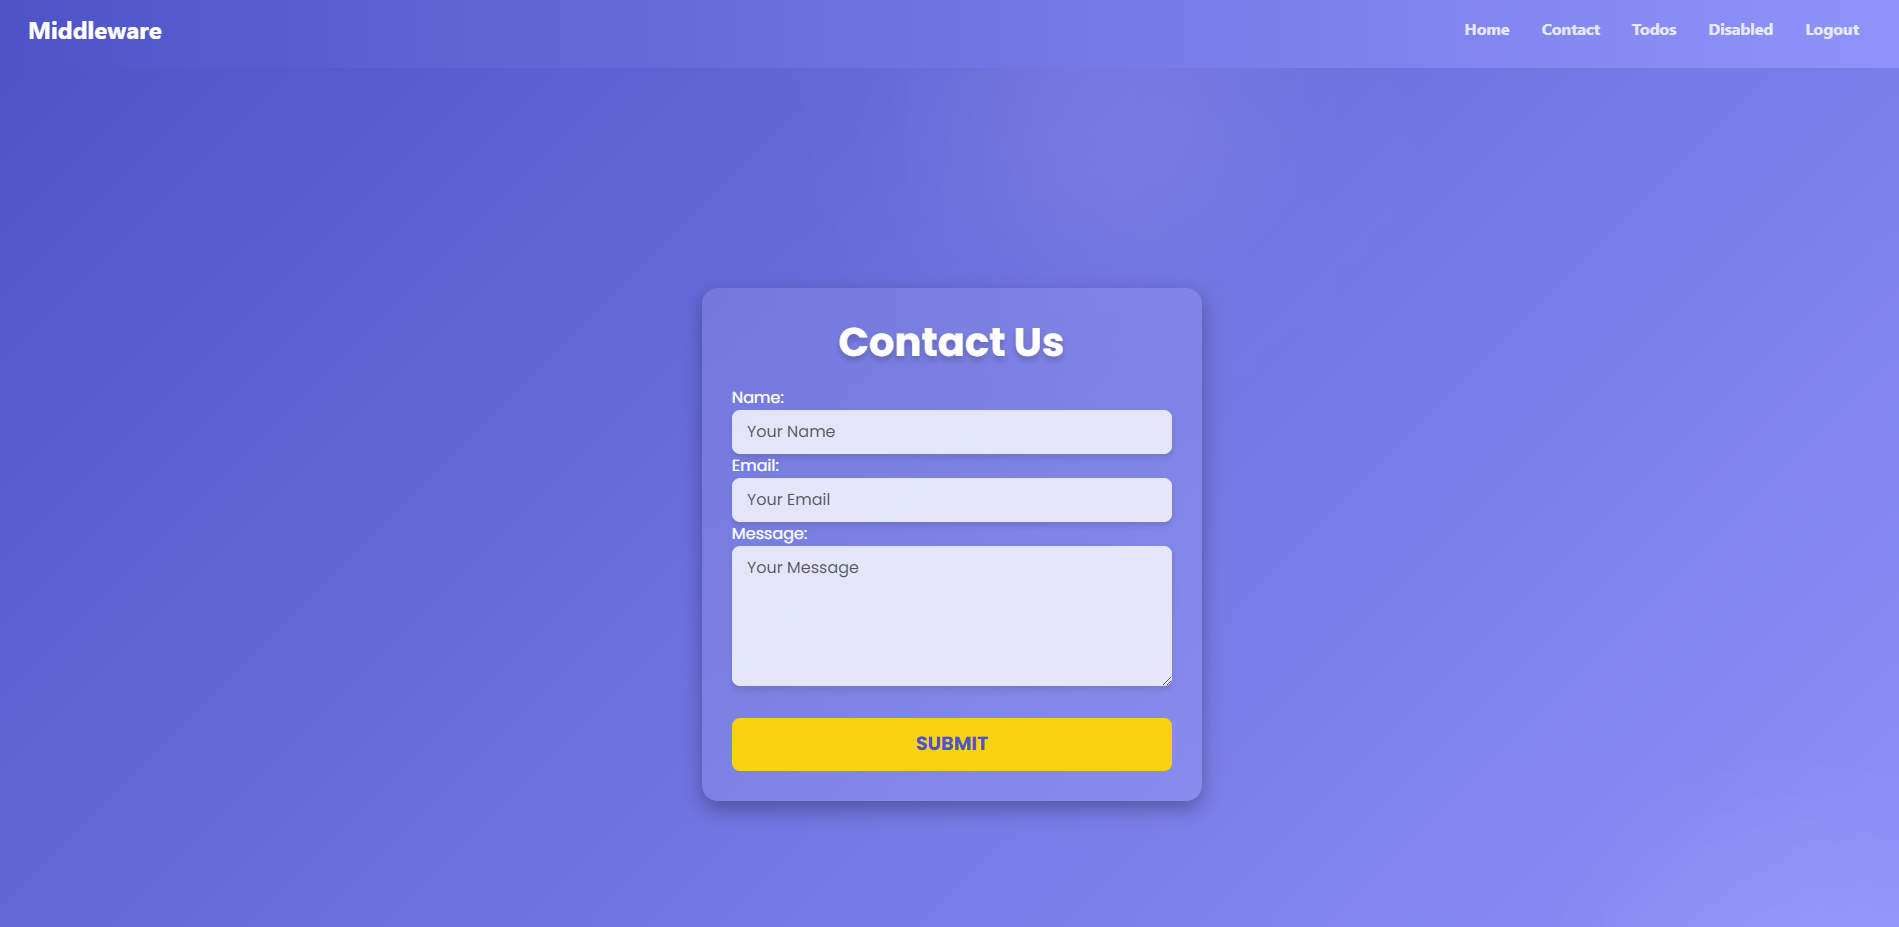 Middleware
Home Contact Todos Disabled Logout
Contact Us
Name:
Your Name
Email:
Your Email
Message:
Your Message
SUBMIT